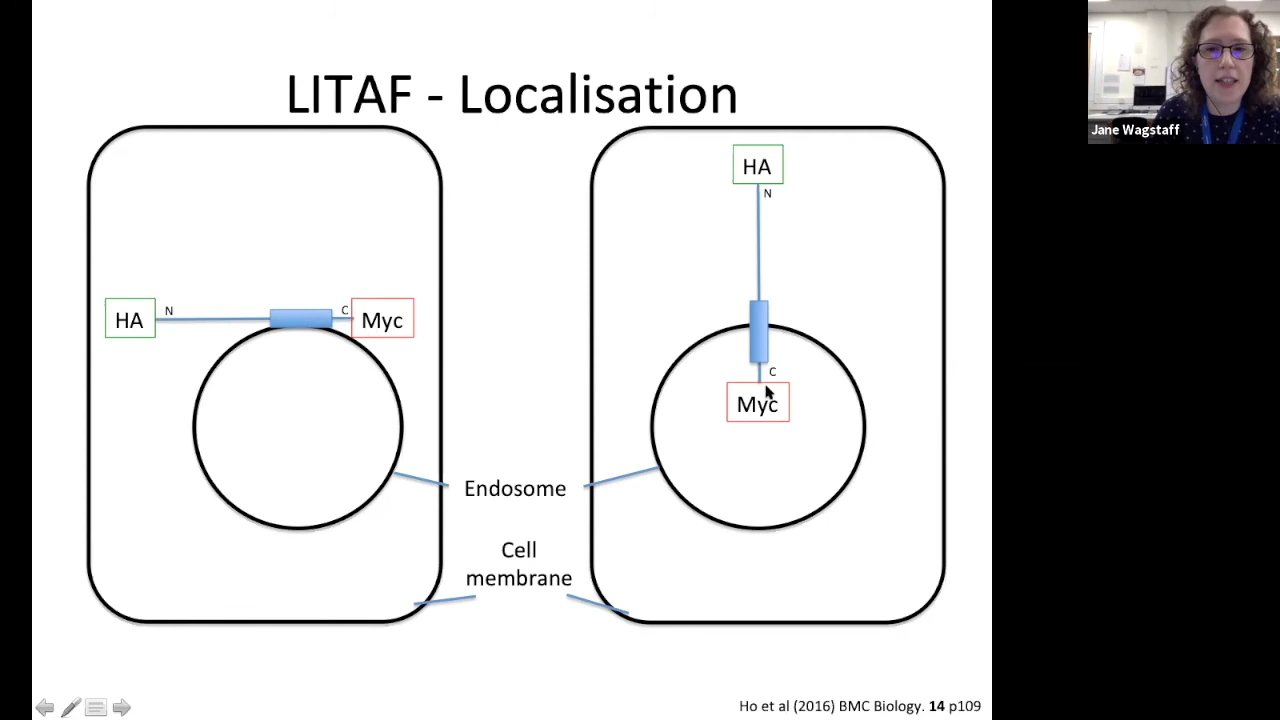 LITAF - Localisation
Jane Wagstaff
HA
N
C
Myc
HA
N
C
Myc
Endosome
Cell
membrane
Ho et al (2016) BMC Biology. 14 p109